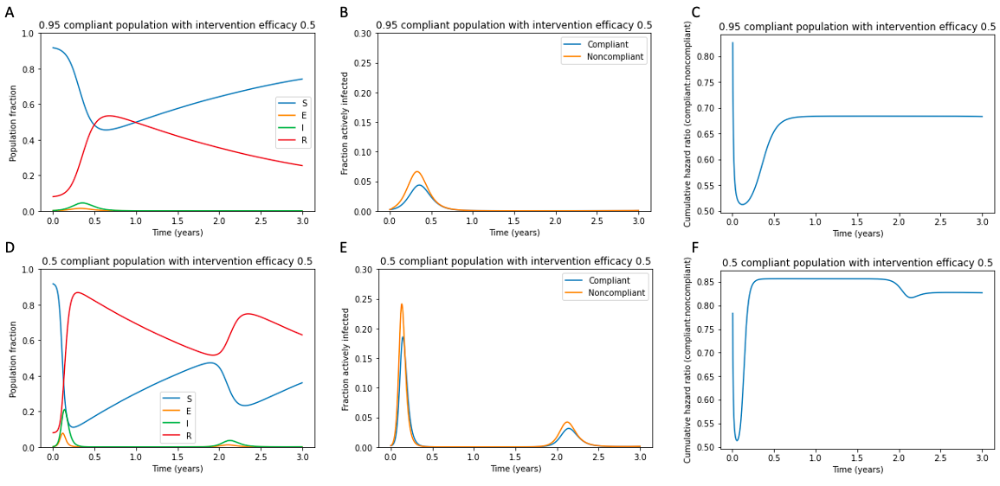 A
0.95 compliant population with intervention efficacy 0.5
Population fraction
1.0
0.8
0.6
0.4
0.2
0.0
S
E
I
R
0.0 0.5 1.0 1.5 2.0 2.5 3.0
Time (years)
B
0.95 compliant population with intervention efficacy 0.5
Fraction actively infected
0.30
0.25
0.20
0.15
0.10
0.05
0.00
Compliant
Noncompliant
0.0 0.5 1.0 1.5 2.0 2.5 3.0
Time (years)
C
0.95 compliant population with intervention efficacy 0.5
Cumulative hazard ratio (compliant:noncompliant)
0.80
0.75
0.70
0.65
0.60
0.55
0.50
0.0 0.5 1.0 1.5 2.0 2.5 3.0
Time (years)
D
0.5 compliant population with intervention efficacy 0.5
Population fraction
1.0
0.8
0.6
0.4
0.2
0.0
S
E
I
R
0.0 0.5 1.0 1.5 2.0 2.5 3.0
Time (years)
E
0.5 compliant population with intervention efficacy 0.5
Fraction actively infected
0.30
0.25
0.20
0.15
0.10
0.05
0.00
Compliant
Noncompliant
0.0 0.5 1.0 1.5 2.0 2.5 3.0
Time (years)
F
0.5 compliant population with intervention efficacy 0.5
Cumulative hazard ratio (compliant:noncompliant)
0.85
0.80
0.75
0.70
0.65
0.60
0.55
0.50
0.0 0.5 1.0 1.5 2.0 2.5 3.0
Time (years)